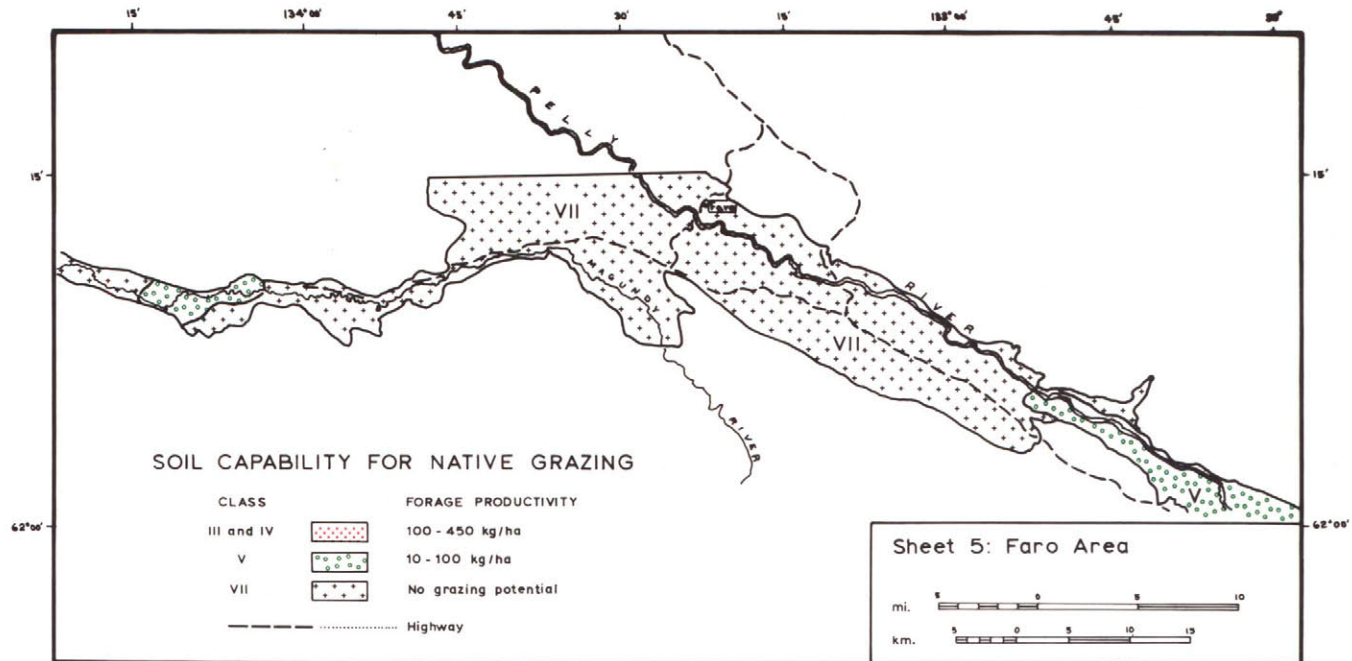 15' 134°00' 45' 30' 15' 133°00' 45' 30'
PELLY
15' 15'
VII
Faro
MAGUND
RIVER
VII
RIVER
SOIL CAPABILITY FOR NATIVE GRAZING
CLASS FORAGE PRODUCTIVITY
V
III and IV 100 - 450 kg/ha
62°00' 62°00'
Sheet 5: Faro Area
V 10 - 100 kg/ha
VII No grazing potential
5 0 5 10
mi.
Highway
5 0 5 10 15
km.